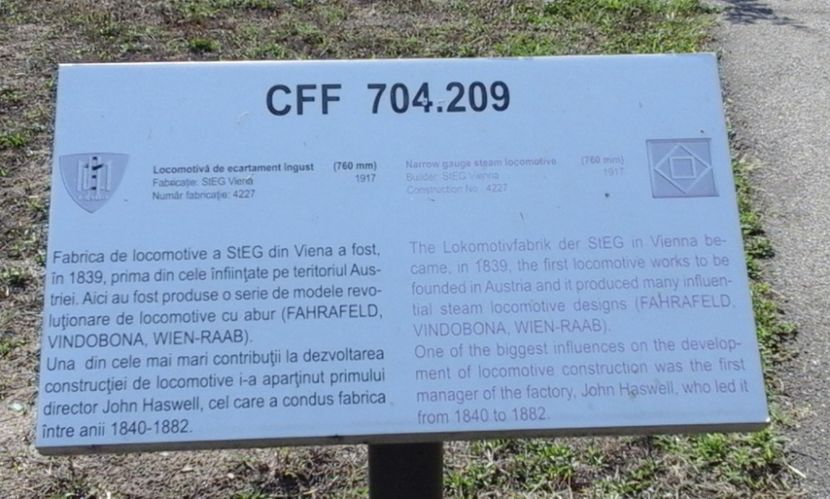 CFF 704.209
Locomotivă de ecartament îngust (760 mm)
Fabricaţie: StEG Viena 1917
Număr fabricaţie: 4227
Narrow gauge steam locomotive (760 mm)
Builder: StEG Vienna 1917
Construction No.: 4227
Fabrica de locomotive a StEG din Viena a fost,
în 1839, prima din cele înfiinţate pe teritoriul Aus-
triei. Aici au fost produse o serie de modele revo-
luţionare de locomotive cu abur (FAHRAFELD,
VINDOBONA, WIEN-RAAB).
Una din cele mai mari contribuţii la dezvoltarea
construcţiei de locomotive i-a aparţinut primului
director John Haswell, cel care a condus fabrica
între anii 1840-1882.
The Lokomotivfabrik der StEG in Vienna be-
came, in 1839, the first locomotive works to be
founded in Austria and it produced many influen-
tial steam locomotive designs (FAHRAFELD,
VINDOBONA, WIEN-RAAB).
One of the biggest influences on the develop-
ment of locomotive construction was the first
manager of the factory, John Haswell, who led it
from 1840 to 1882.